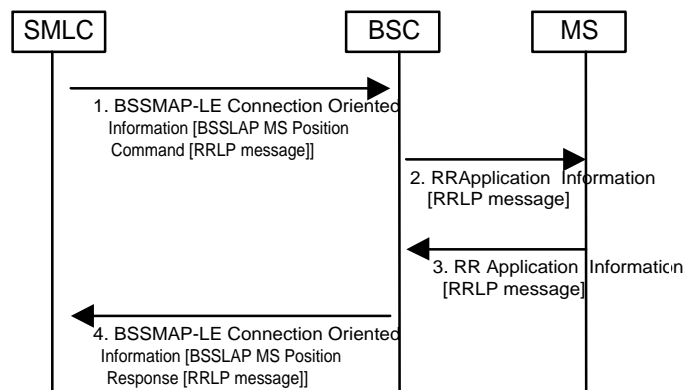 SMLC
BSC
MS
1. BSSMAP-LE Connection Oriented
Information [BSSLAP MS Position
Command [RRLP message]]
2. RRApplication Information
[RRLP message]
3. RR Application Information
[RRLP message]
4. BSSMAP-LE Connection Oriented
Information [BSSLAP MS Position
Response [RRLP message]]